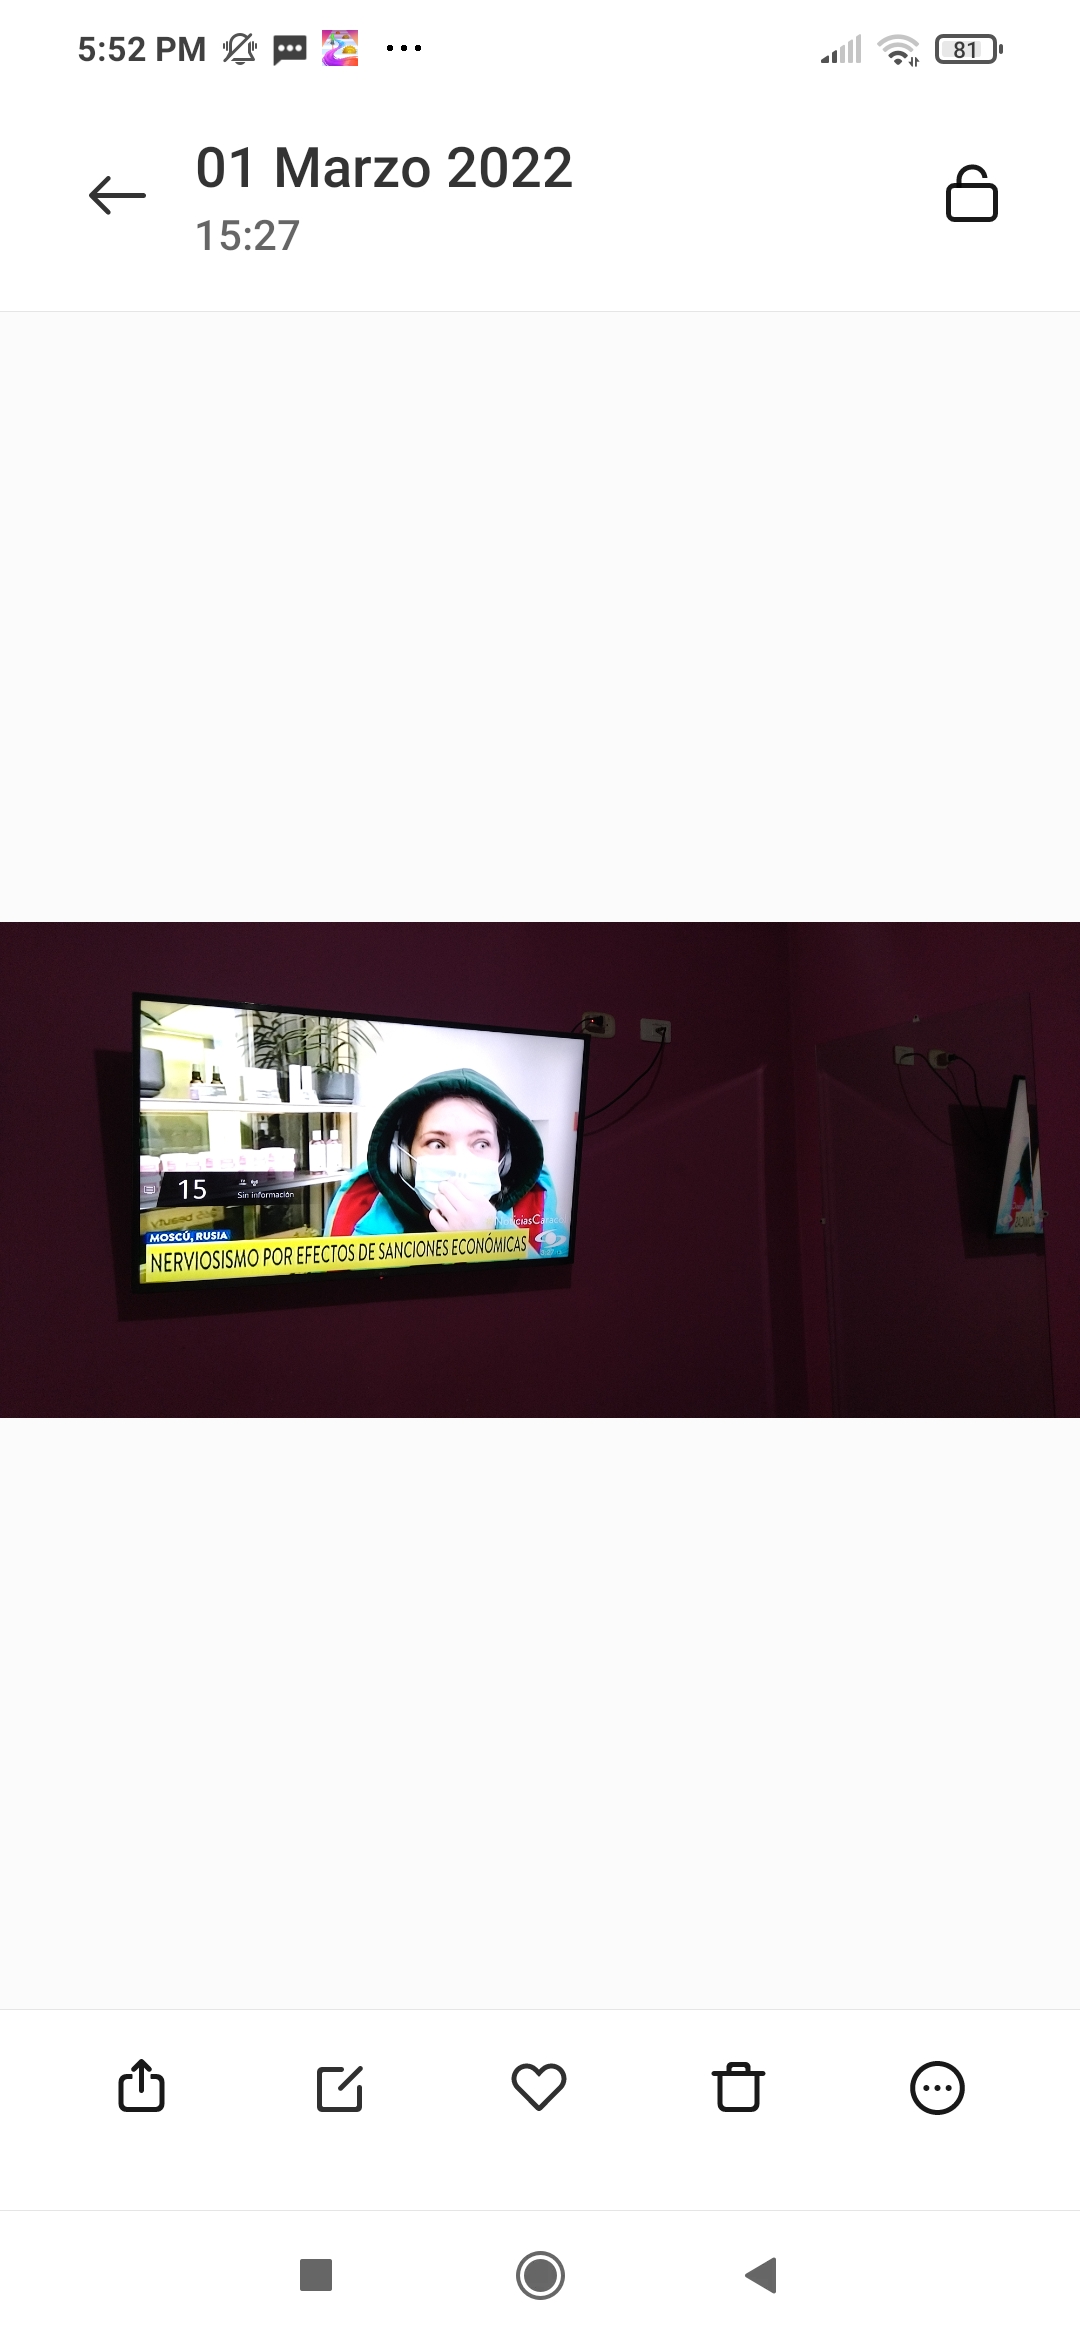 5:52 PM
81
01 Marzo 2022
15:27
15
Sin información
NoticiasCaracol
MOSCÚ, RUSIA
NERVIOSISMO POR EFECTOS DE SANCIONES ECONÓMICAS